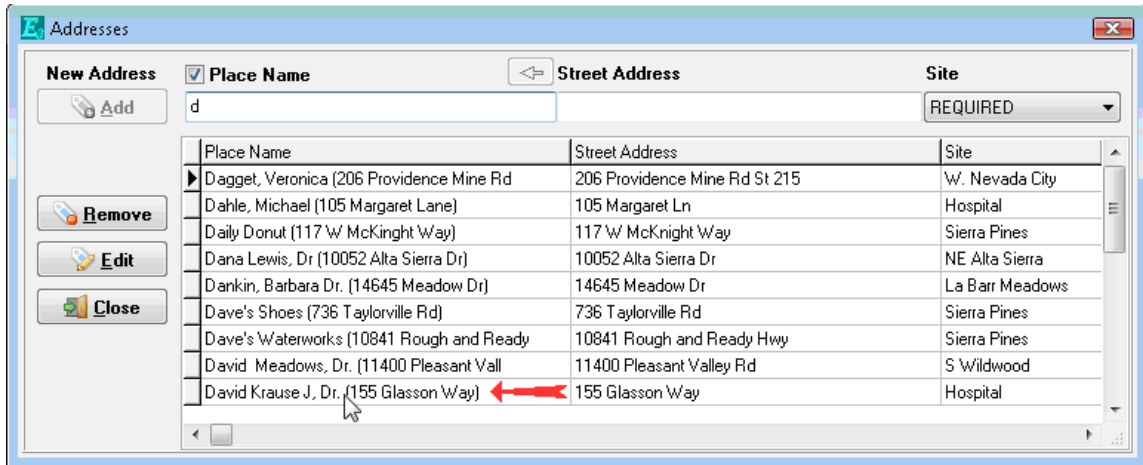 Addresses
New Address Place Name Street Address Site
Add d REQUIRED
Place Name Street Address Site
Dagget, Veronica (206 Providence Mine Rd 206 Providence Mine Rd St 215 W. Nevada City
Dahle, Michael (105 Margaret Lane) 105 Margaret Ln Hospital
Daily Donut (117 W McKinght Way) 117 W McKnight Way Sierra Pines
Dana Lewis, Dr (10052 Alta Sierra Dr) 10052 Alta Sierra Dr NE Alta Sierra
Dankin, Barbara Dr. (14645 Meadow Dr) 14645 Meadow Dr La Barr Meadows
Dave's Shoes (736 Taylorville Rd) 736 Taylorville Rd Sierra Pines
Dave's Waterworks (10841 Rough and Ready 10841 Rough and Ready Hwy Sierra Pines
David  Meadows, Dr. (11400 Pleasant Vall 11400 Pleasant Valley Rd S Wildwood
David Krause J, Dr. (155 Glasson Way) 155 Glasson Way Hospital
Remove
Edit
Close